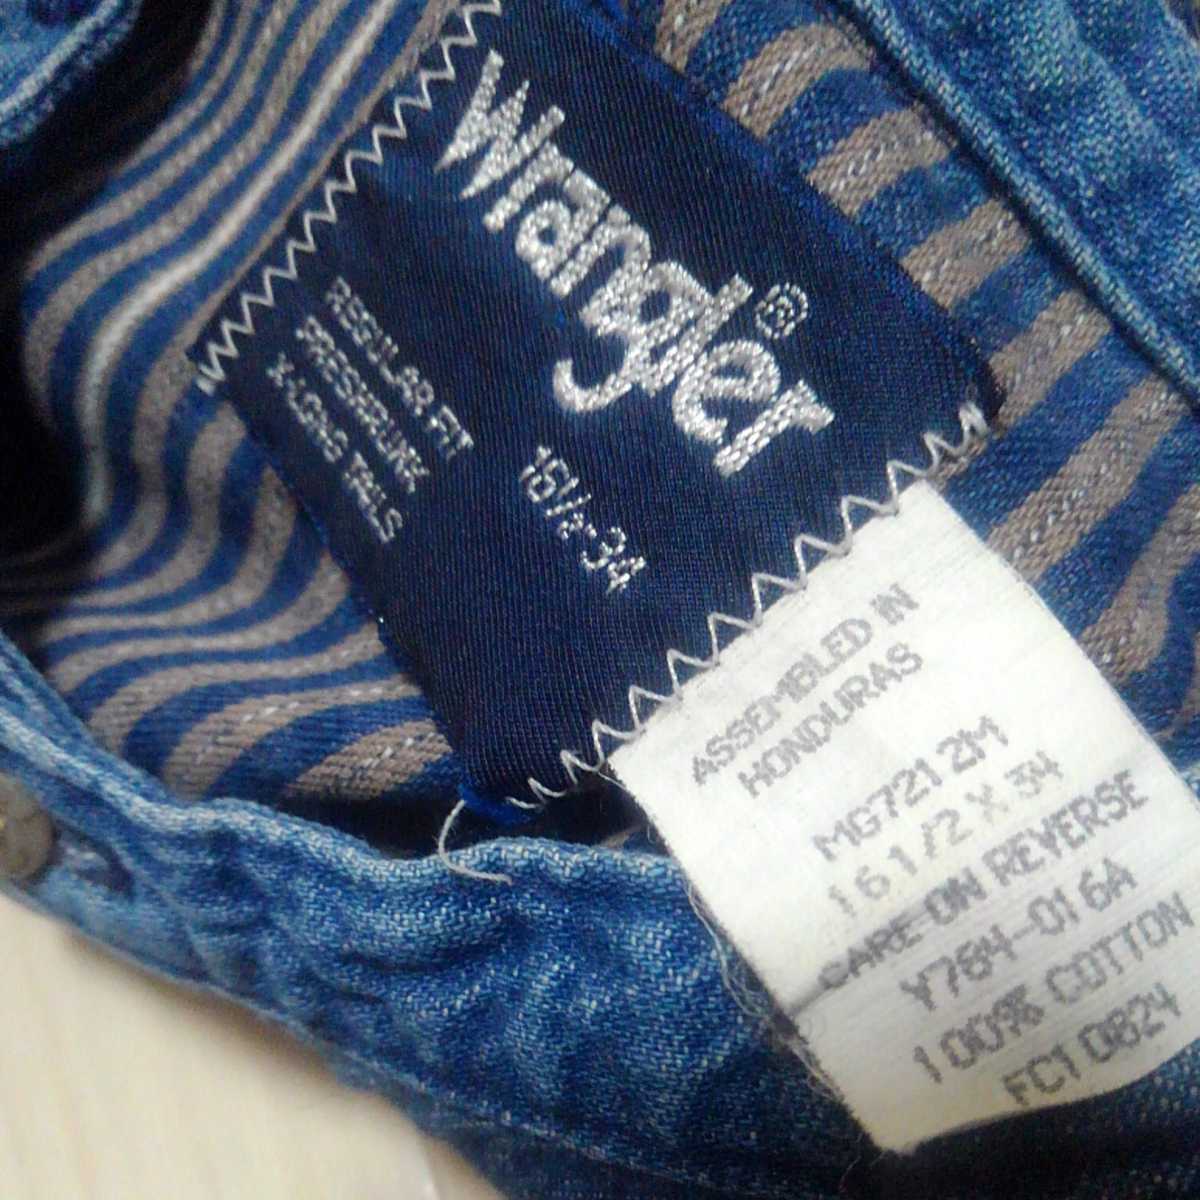 Wrangler®
16½-34
REGULAR FIT
PRESHRUNK
X-LONG TAILS
ASSEMBLED IN
HONDURAS
MG721 2M
16 1/2 X 34
CARE ON REVERSE
Y784-016A
100% COTTON
FC10824